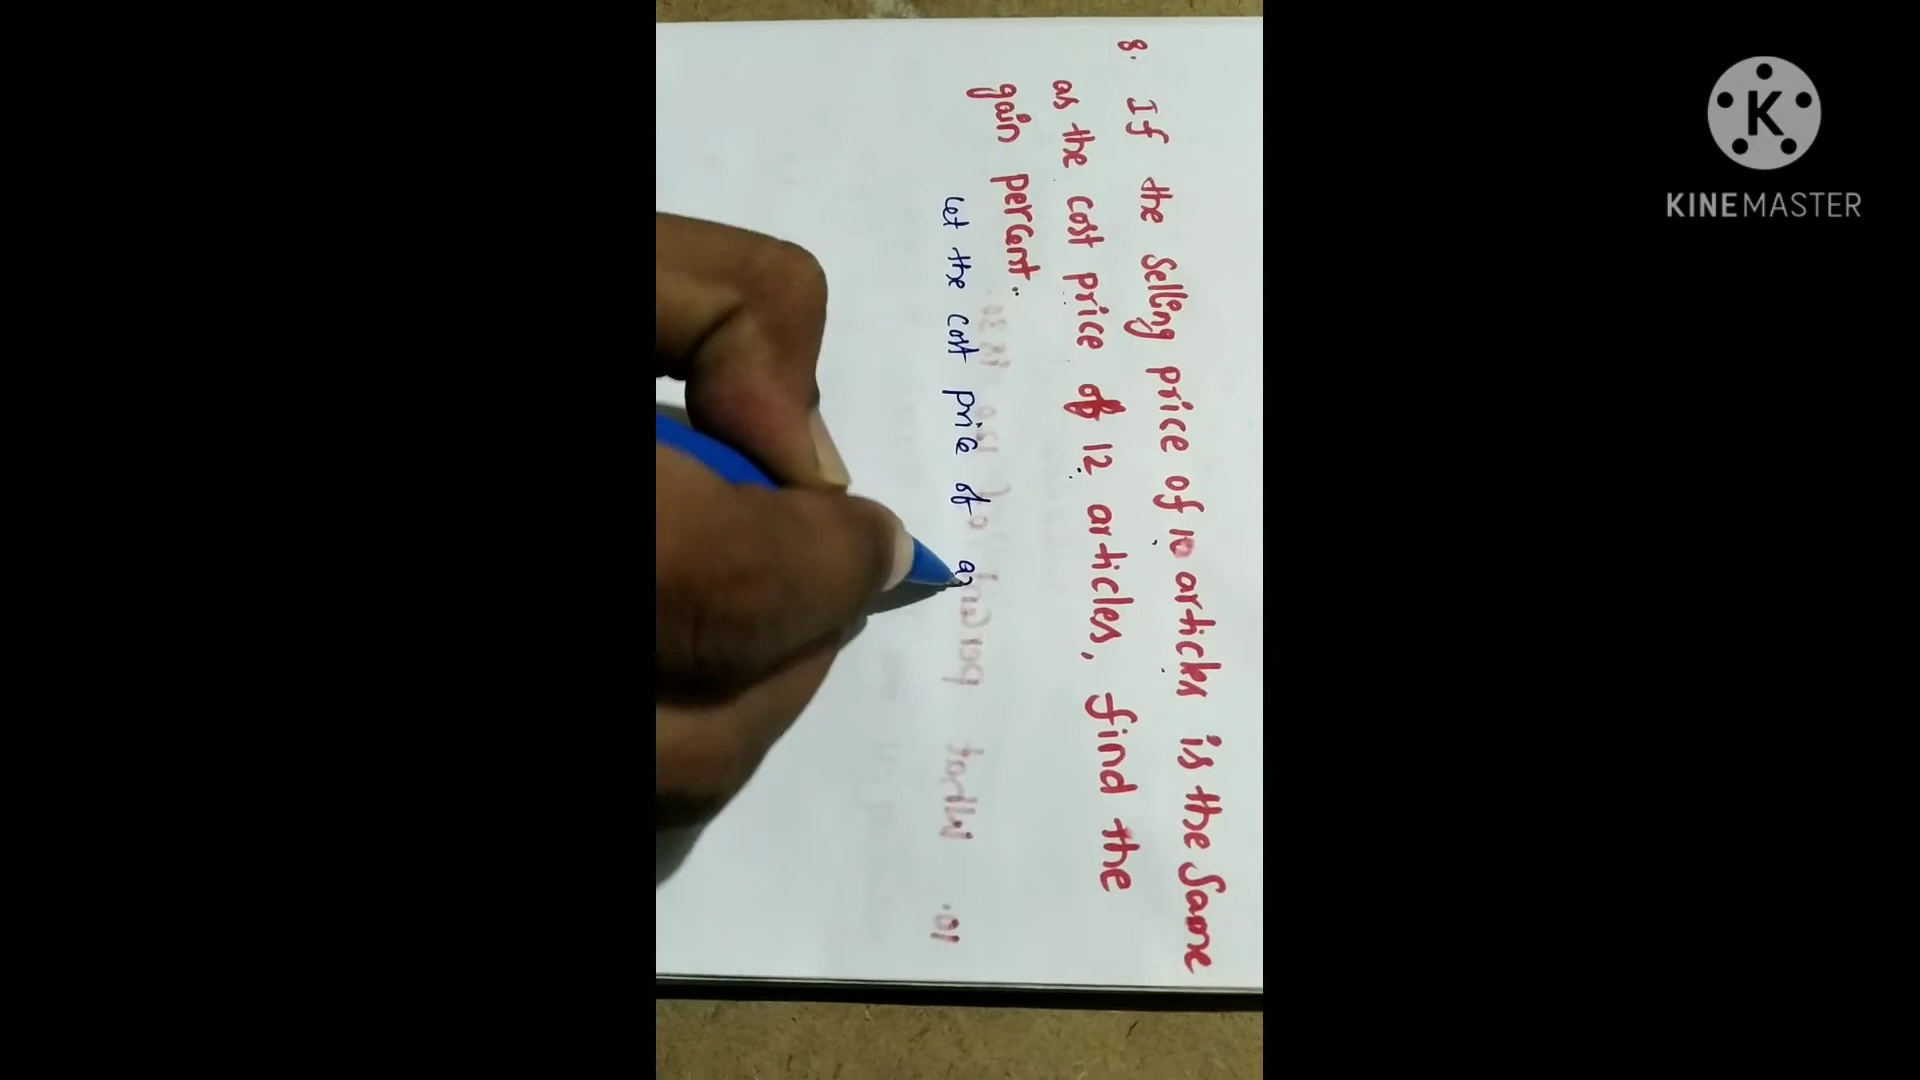 8. If the selling price of 10 articles is the same
as the cost price of 12 articles, find the
gain percent.
Let the cost price of
K
KINEMASTER